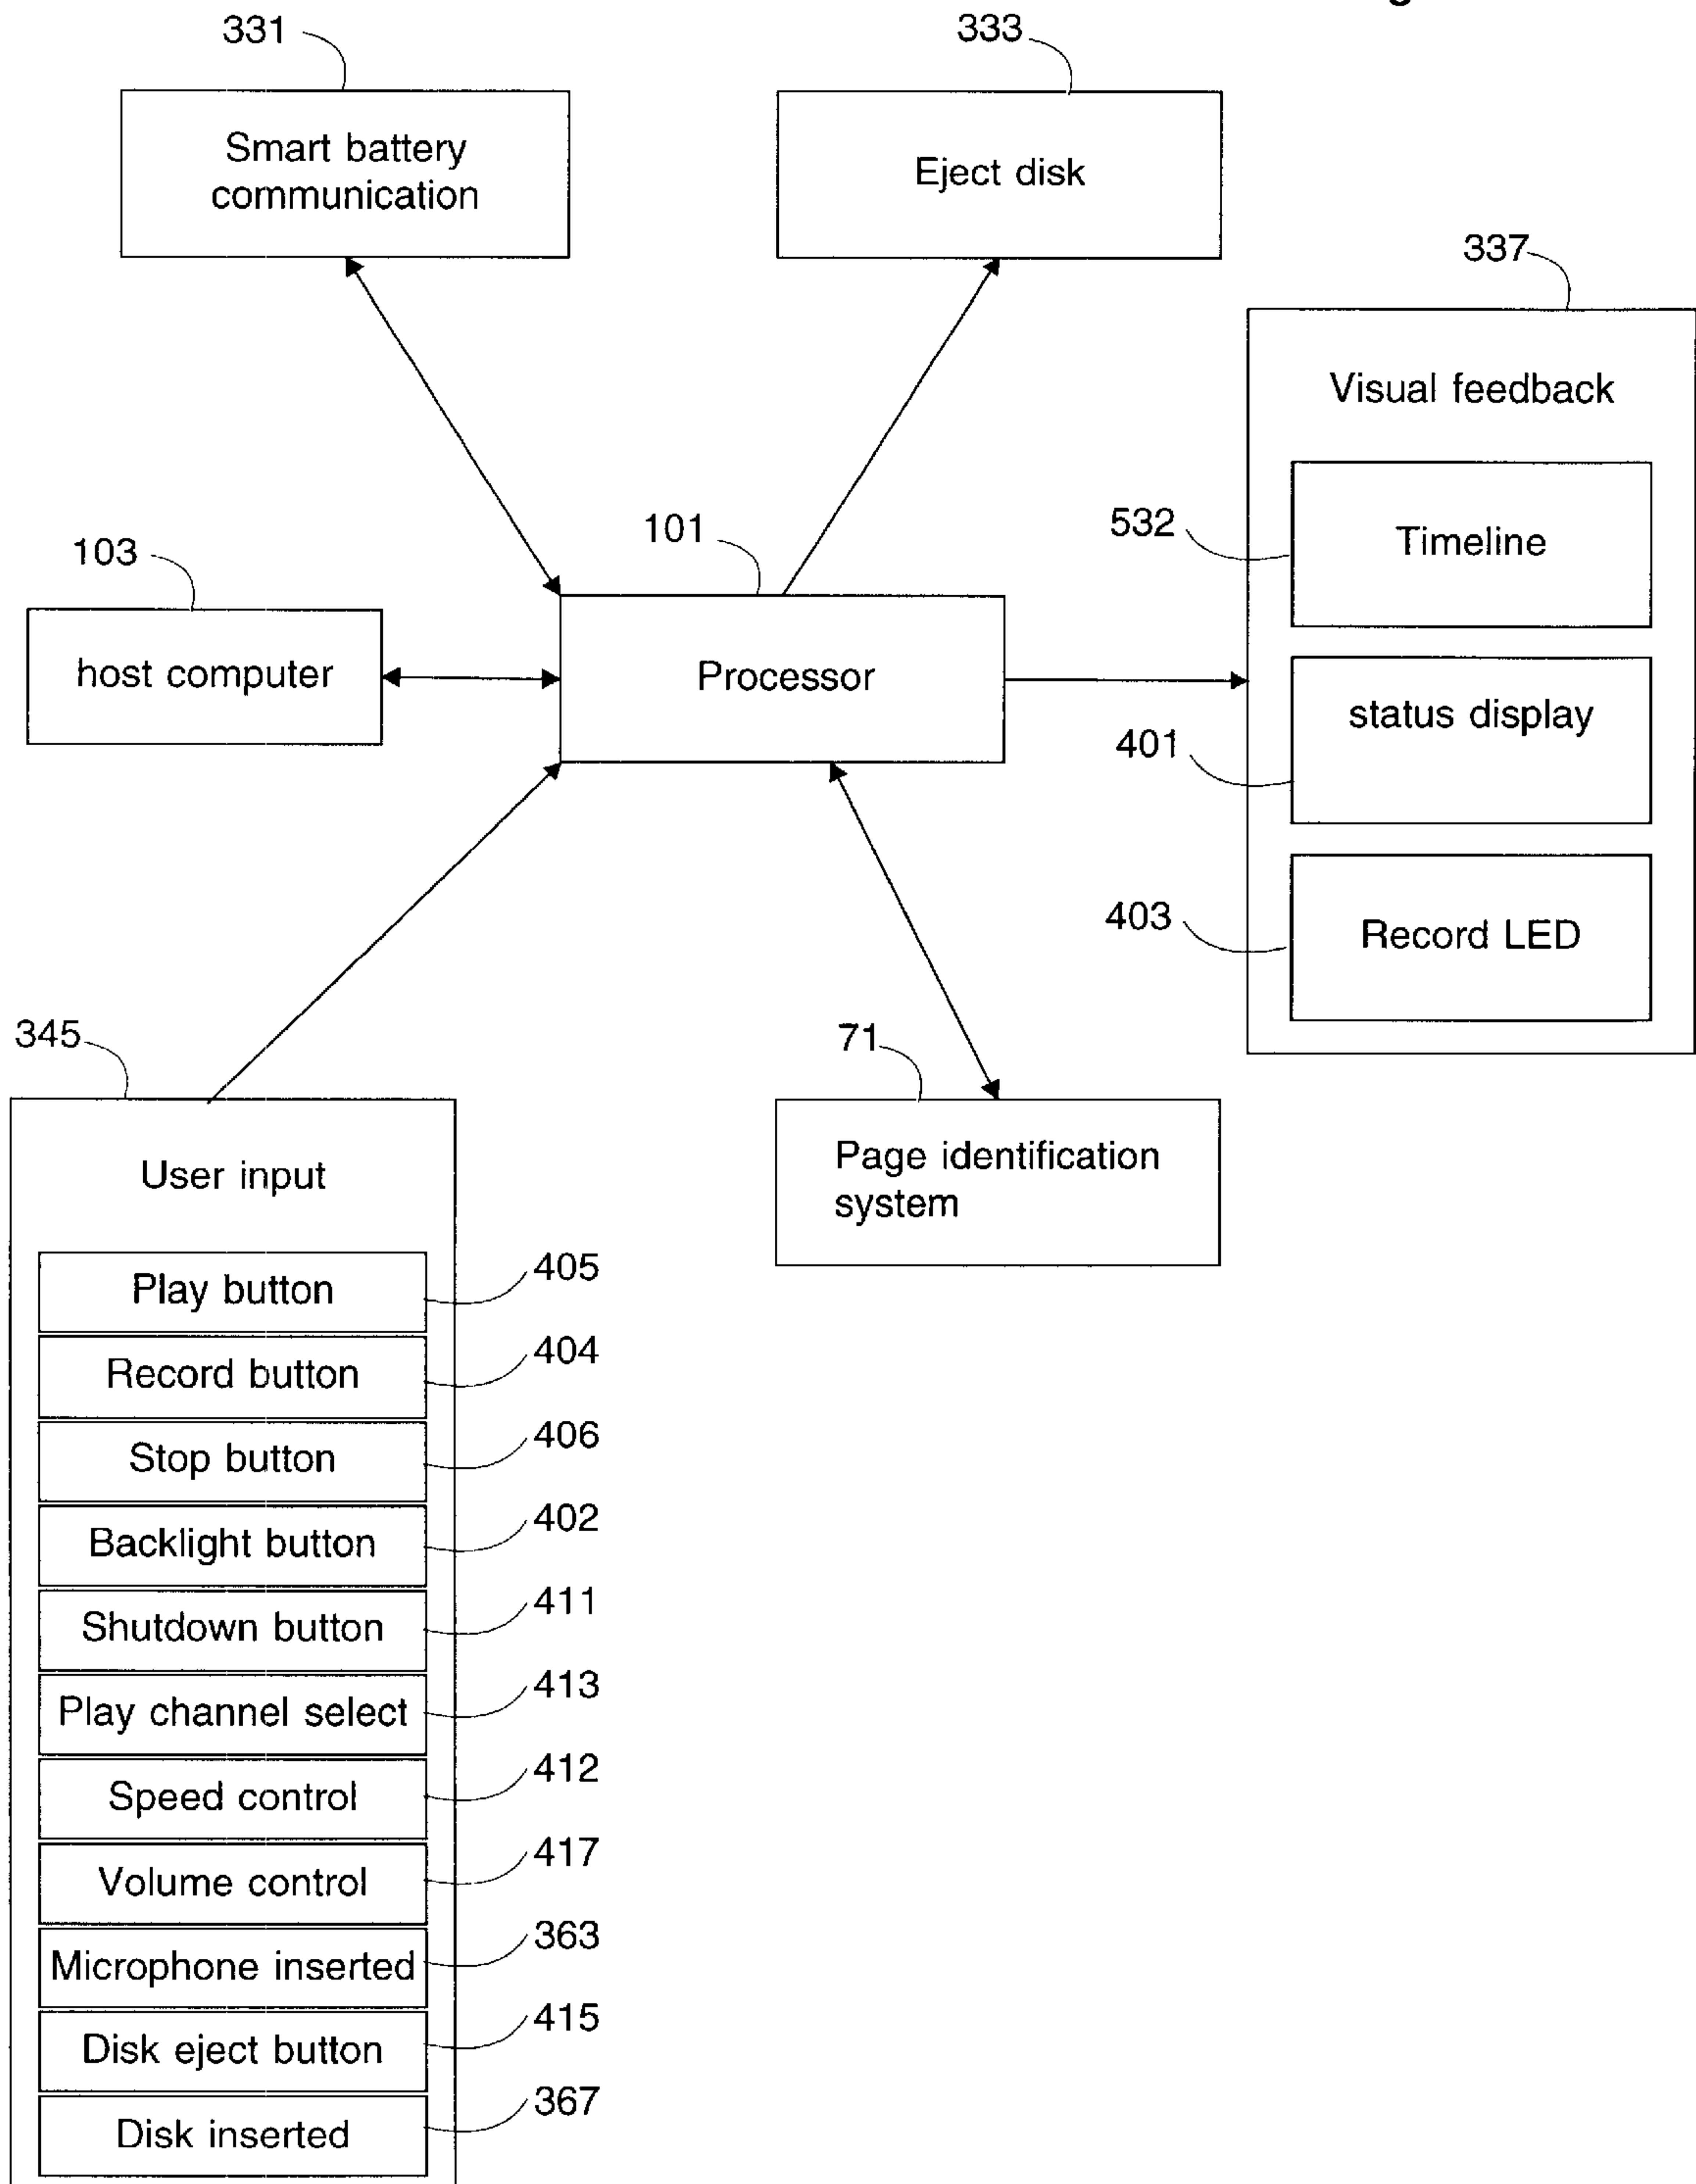 331
333
Smart battery
communication
Eject disk
337
Visual feedback
532
Timeline
103
101
host computer
Processor
status display
401
403
Record LED
345
71
User input
Page identification
system
Play button
405
Record button
404
Stop button
406
Backlight button
402
Shutdown button
411
Play channel select
413
Speed control
412
Volume control
417
Microphone inserted
363
Disk eject button
415
Disk inserted
367